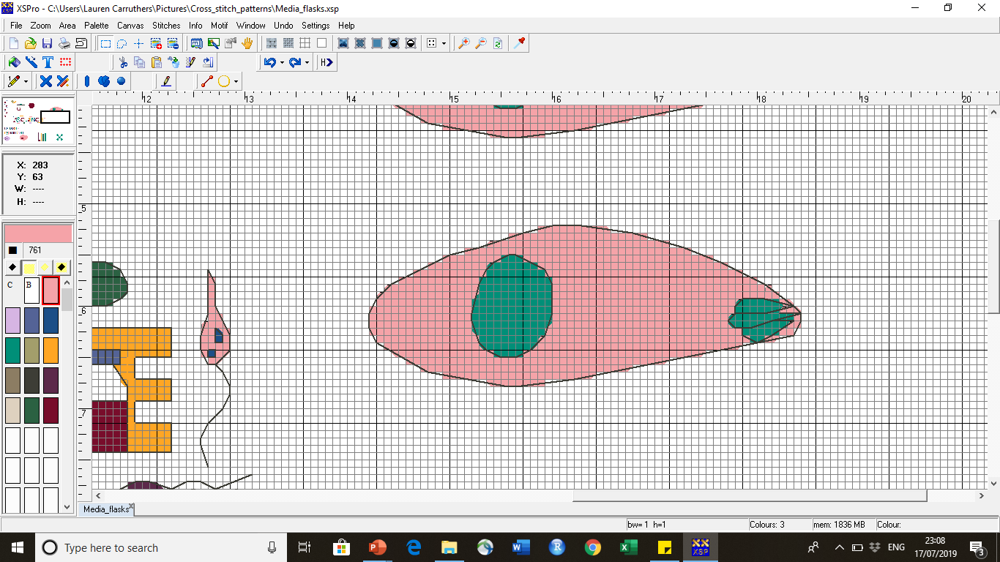 XSPro - C:\Users\Lauren Carruthers\Pictures\Cross_stitch_patterns\Media_flasks.xsp
File Zoom Area Palette Canvas Stitches Info Motif Window Undo Settings Help
H
12 13 14 15 16 17 18 19 20
X: 283
Y: 63
W: ----
H: ----
5
761
C B
6
7
Media_flasks
bw= 1 h=1 Colours: 3 mem: 1836 MB Colour:
Type here to search
ENG
23:08
17/07/2019
3